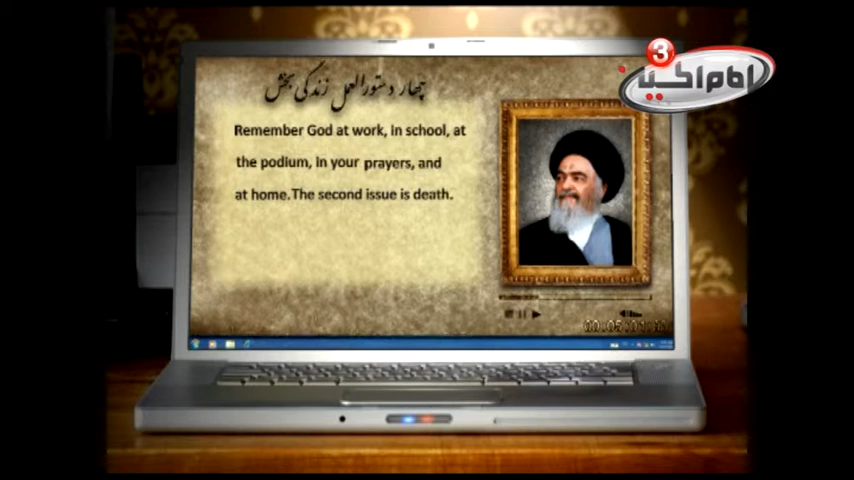 3
امام
چهار دستورالعمل زندگی بخش
Remember God at work, in school, at
the podium, in your prayers, and
at home.The second issue is death.